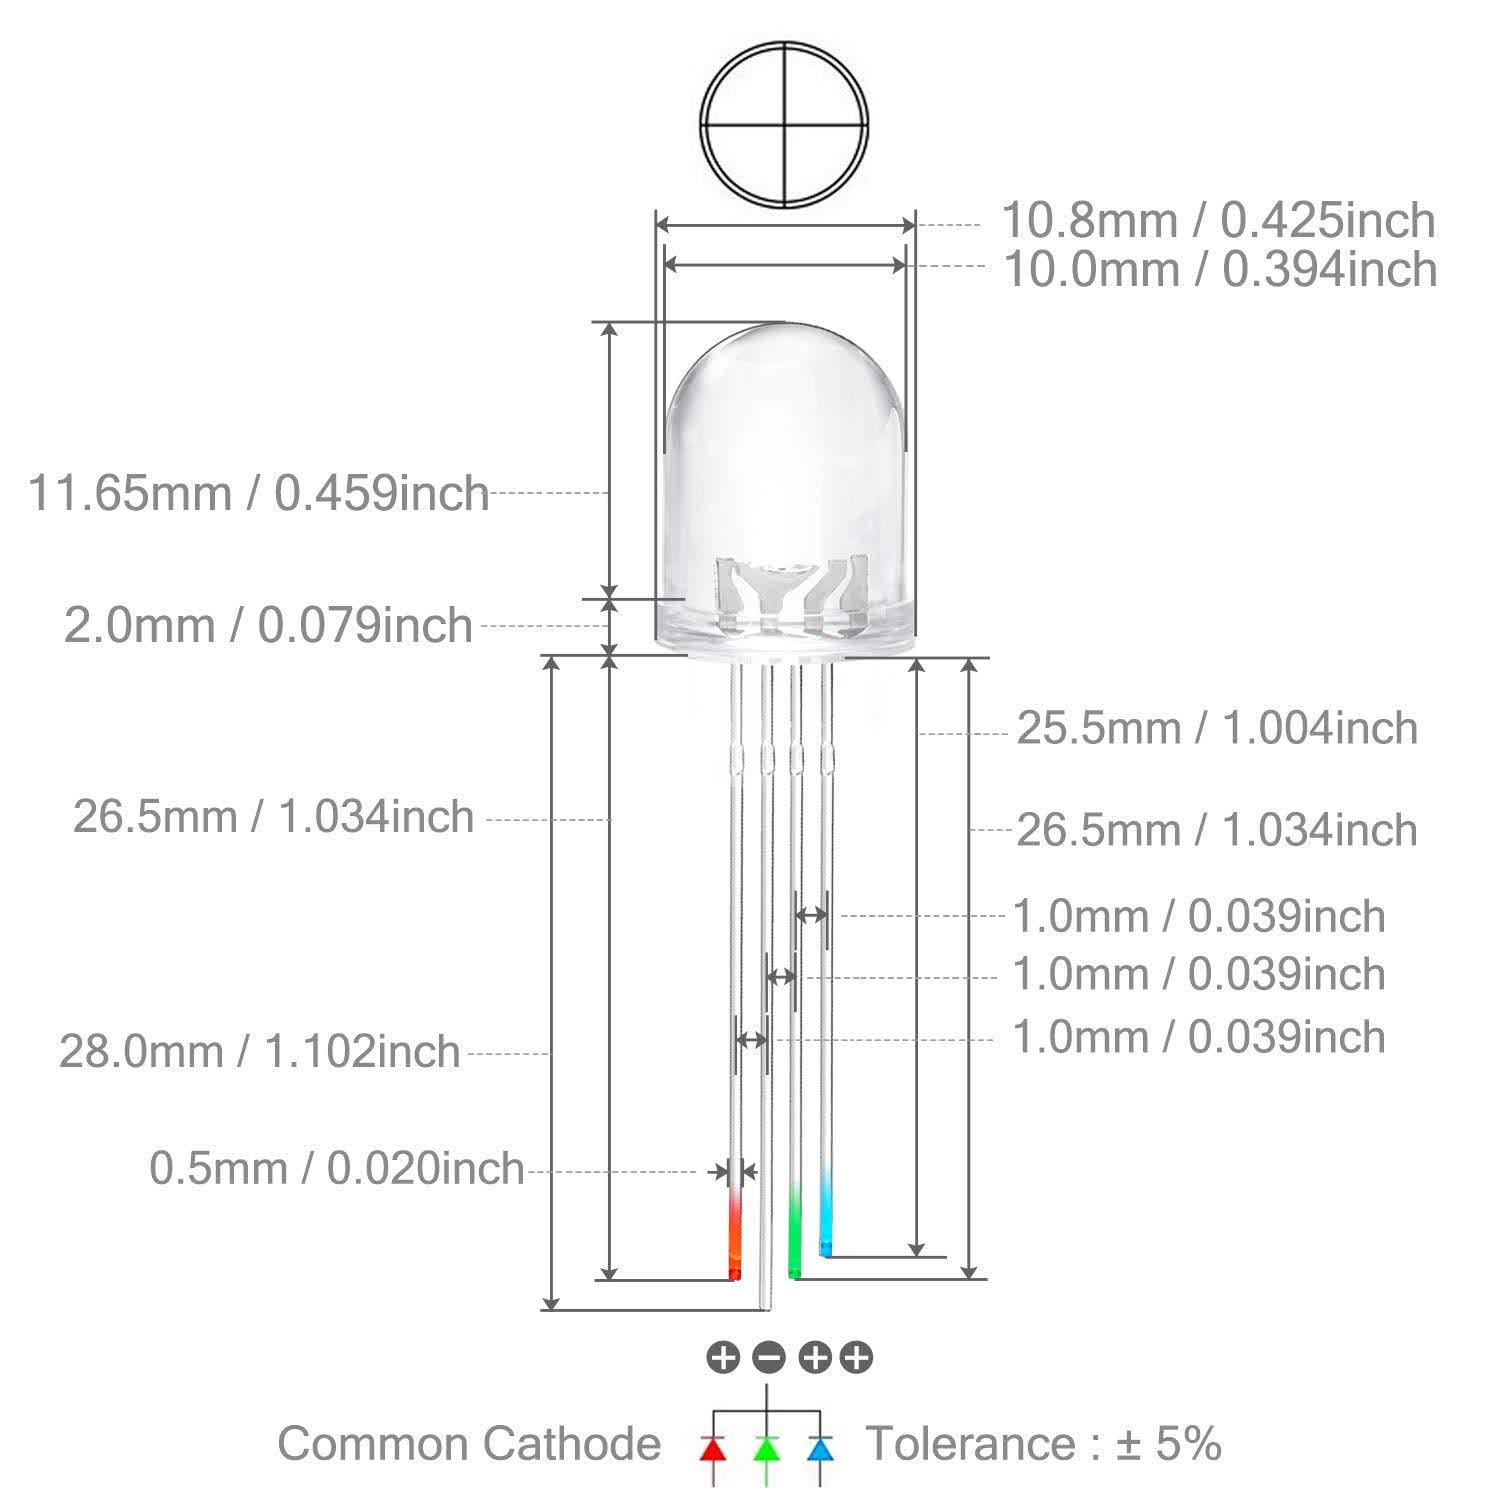 10.8mm / 0.425inch
10.0mm / 0.394inch
11.65mm / 0.459inch
2.0mm / 0.079inch
25.5mm / 1.004inch
26.5mm / 1.034inch
26.5mm / 1.034inch
1.0mm / 0.039inch
1.0mm / 0.039inch
1.0mm / 0.039inch
28.0mm / 1.102inch
0.5mm / 0.020inch
+ − + +
Common Cathode
Tolerance : ± 5%